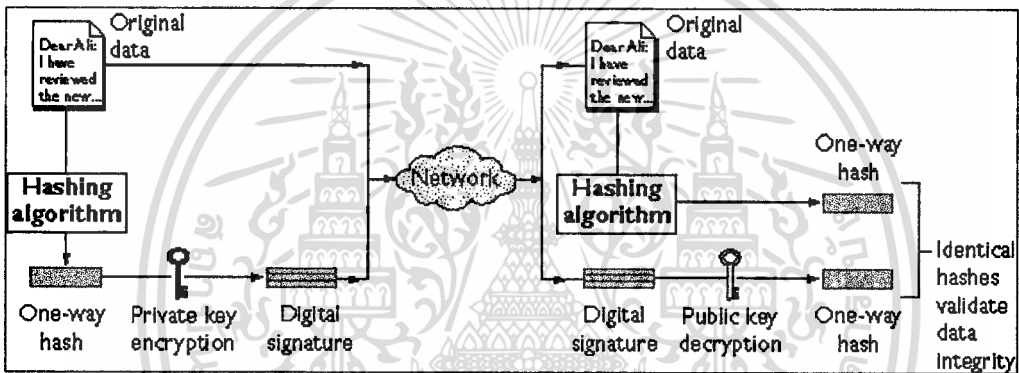 Original
data
Dear Ali:
I have
reviewed
the new...
Hashing
algorithm
One-way
hash
Private key
encryption
Digital
signature
Network
Original
data
Dear Ali:
I have
reviewed
the new...
Hashing
algorithm
One-way
hash
Digital
signature
Public key
decryption
One-way
hash
Identical
hashes
validate
data
integrity